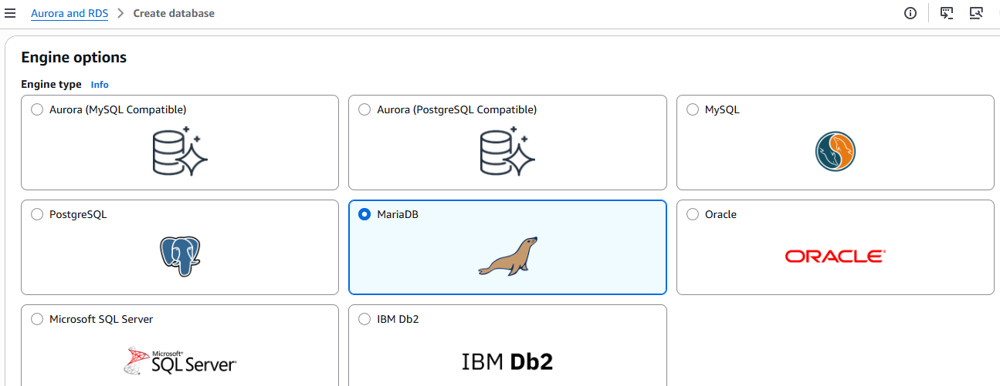 Aurora and RDS > Create database
Engine options
Engine type Info
Aurora (MySQL Compatible)
Aurora (PostgreSQL Compatible)
MySQL
PostgreSQL
MariaDB
Oracle
ORACLE
Microsoft SQL Server
IBM Db2
Microsoft®
SQL Server
IBM Db2